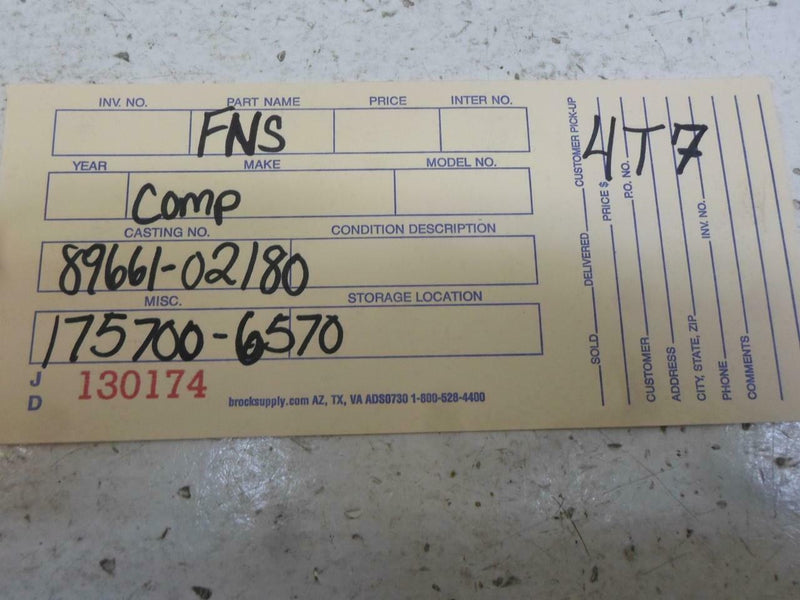 INV. NO. PART NAME PRICE INTER NO.
FNS
YEAR MAKE MODEL NO.
Comp
CASTING NO. CONDITION DESCRIPTION
89661-02180
MISC. STORAGE LOCATION
175700-6570
J D 130174
brocksupply.com AZ, TX, VA ADS0730 1-800-528-4400
4T7
SOLD DELIVERED CUSTOMER PICK-UP
PRICE $
P.O. NO.
CUSTOMER
ADDRESS
CITY, STATE, ZIP INV. NO.
PHONE
COMMENTS